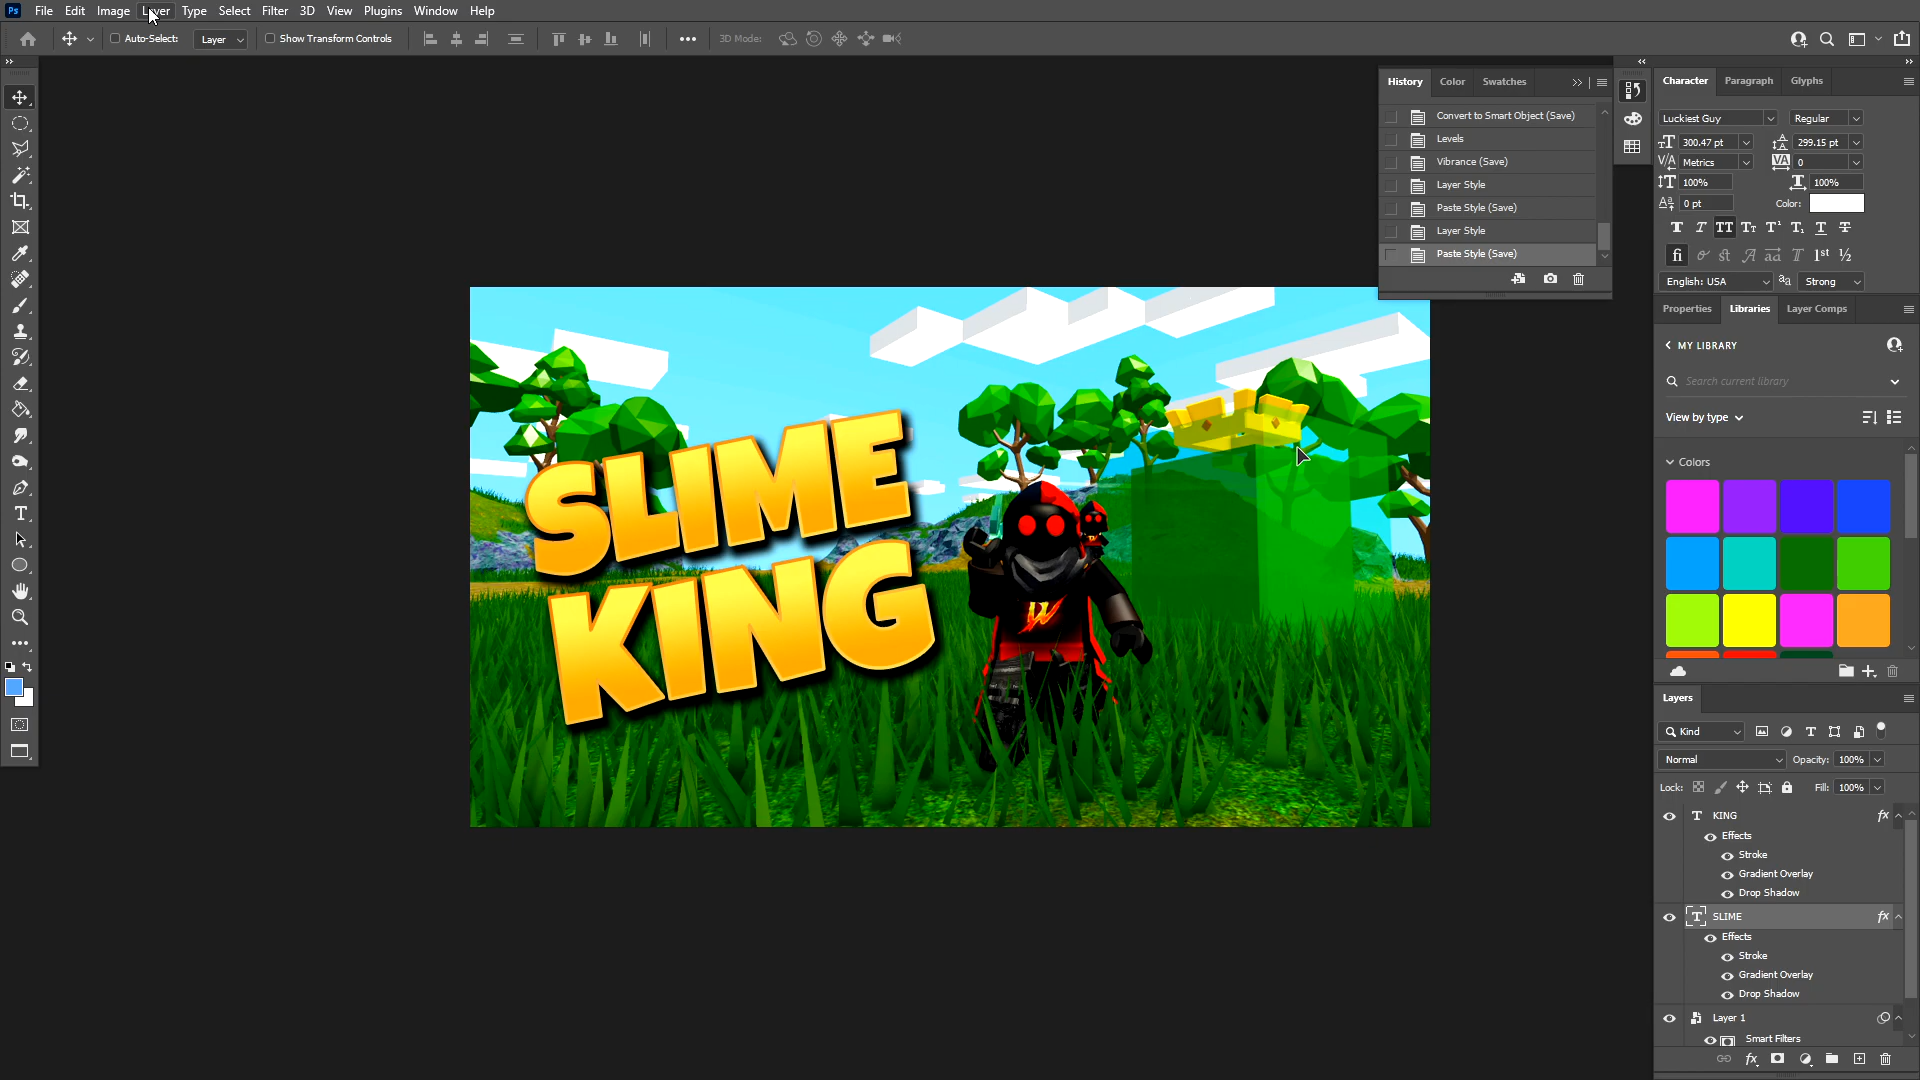 Ps File Edit Image Layer Type Select Filter 3D View Plugins Window Help
Auto-Select: Layer Show Transform Controls 3D Mode:
History Color Swatches
Convert to Smart Object (Save)
Levels
Vibrance (Save)
Layer Style
Paste Style (Save)
Layer Style
Paste Style (Save)
Character Paragraph Glyphs
Luckiest Guy Regular
300.47 pt 299.15 pt
Metrics 0
100% 100%
0 pt Color:
English: USA Strong
Properties Libraries Layer Comps
MY LIBRARY
Search current library
View by type
Colors
SLIME
KING
W
Layers
Kind
Normal Opacity: 100%
Lock: Fill: 100%
KING fx
Effects
Stroke
Gradient Overlay
Drop Shadow
SLIME fx
Effects
Stroke
Gradient Overlay
Drop Shadow
Layer 1
Smart Filters
fx